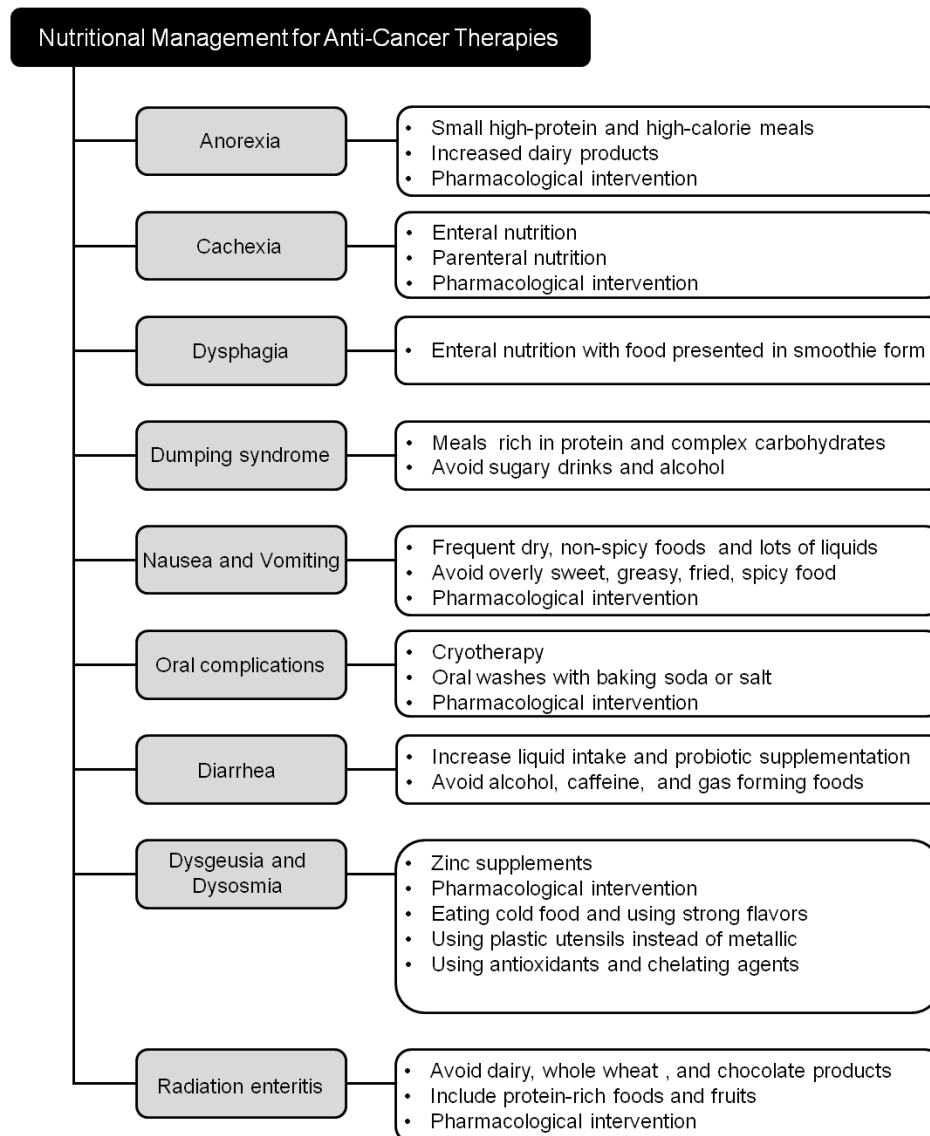 Nutritional Management for Anti-Cancer Therapies
Anorexia
• Small high-protein and high-calorie meals
• Increased dairy products
• Pharmacological intervention
Cachexia
• Enteral nutrition
• Parenteral nutrition
• Pharmacological intervention
Dysphagia
• Enteral nutrition with food presented in smoothie form
Dumping syndrome
• Meals rich in protein and complex carbohydrates
• Avoid sugary drinks and alcohol
Nausea and Vomiting
• Frequent dry, non-spicy foods and lots of liquids
• Avoid overly sweet, greasy, fried, spicy food
• Pharmacological intervention
Oral complications
• Cryotherapy
• Oral washes with baking soda or salt
• Pharmacological intervention
Diarrhea
• Increase liquid intake and probiotic supplementation
• Avoid alcohol, caffeine, and gas forming foods
Dysgeusia and
Dysosmia
• Zinc supplements
• Pharmacological intervention
• Eating cold food and using strong flavors
• Using plastic utensils instead of metallic
• Using antioxidants and chelating agents
Radiation enteritis
• Avoid dairy, whole wheat , and chocolate products
• Include protein-rich foods and fruits
• Pharmacological intervention